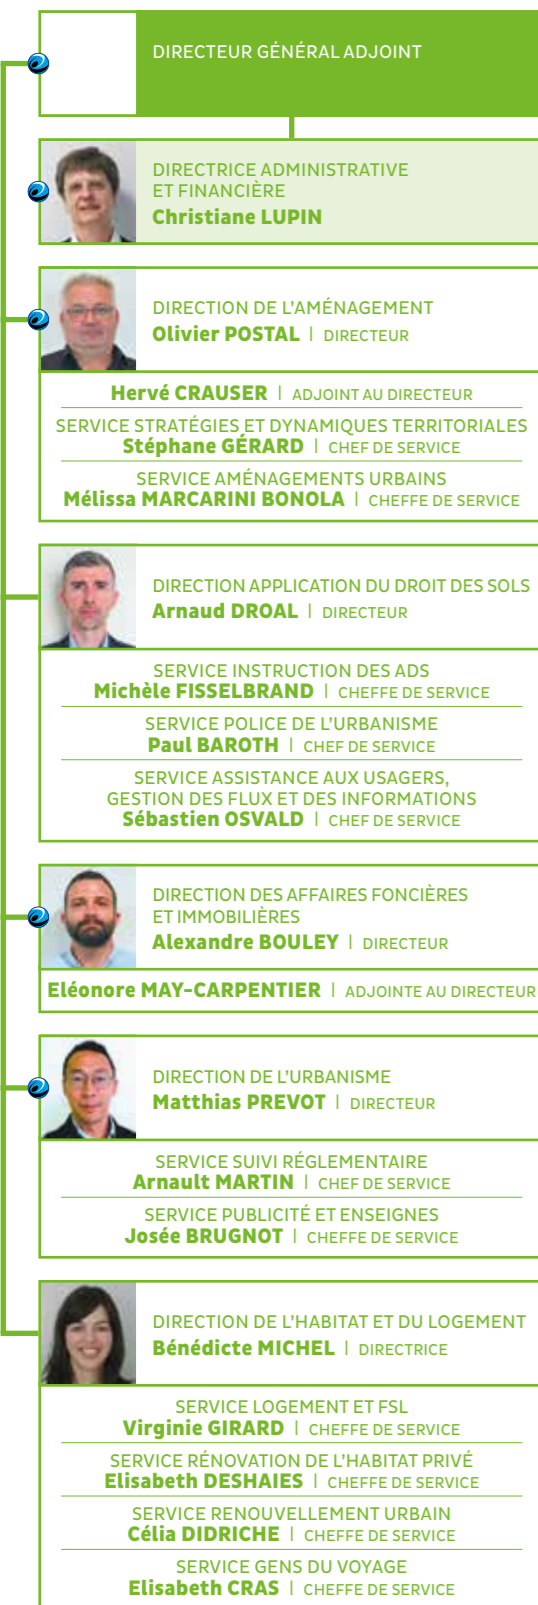 DIRECTEUR GÉNÉRAL ADJOINT
DIRECTRICE ADMINISTRATIVE
ET FINANCIÈRE
Christiane LUPIN
DIRECTION DE L'AMÉNAGEMENT
Olivier POSTAL | DIRECTEUR
Hervé CRAUSER | ADJOINT AU DIRECTEUR
SERVICE STRATÉGIES ET DYNAMIQUES TERRITORIALES
Stéphane GÉRARD | CHEF DE SERVICE
SERVICE AMÉNAGEMENTS URBAINS
Mélissa MARCARINI BONOLA | CHEFFE DE SERVICE
DIRECTION APPLICATION DU DROIT DES SOLS
Arnaud DROAL | DIRECTEUR
SERVICE INSTRUCTION DES ADS
Michèle FISSELBRAND | CHEFFE DE SERVICE
SERVICE POLICE DE L'URBANISME
Paul BAROTH | CHEF DE SERVICE
SERVICE ASSISTANCE AUX USAGERS,
GESTION DES FLUX ET DES INFORMATIONS
Sébastien OSVALD | CHEF DE SERVICE
DIRECTION DES AFFAIRES FONCIÈRES
ET IMMOBILIÈRES
Alexandre BOULEY | DIRECTEUR
Eléonore MAY-CARPENTIER | ADJOINTE AU DIRECTEUR
DIRECTION DE L'URBANISME
Matthias PREVOT | DIRECTEUR
SERVICE SUIVI RÉGLEMENTAIRE
Arnault MARTIN | CHEF DE SERVICE
SERVICE PUBLICITÉ ET ENSEIGNES
Josée BRUGNOT | CHEFFE DE SERVICE
DIRECTION DE L'HABITAT ET DU LOGEMENT
Bénédicte MICHEL | DIRECTRICE
SERVICE LOGEMENT ET FSL
Virginie GIRARD | CHEFFE DE SERVICE
SERVICE RÉNOVATION DE L'HABITAT PRIVÉ
Elisabeth DESHAIES | CHEFFE DE SERVICE
SERVICE RENOUVELLEMENT URBAIN
Célia DIDRICHE | CHEFFE DE SERVICE
SERVICE GENS DU VOYAGE
Elisabeth CRAS | CHEFFE DE SERVICE